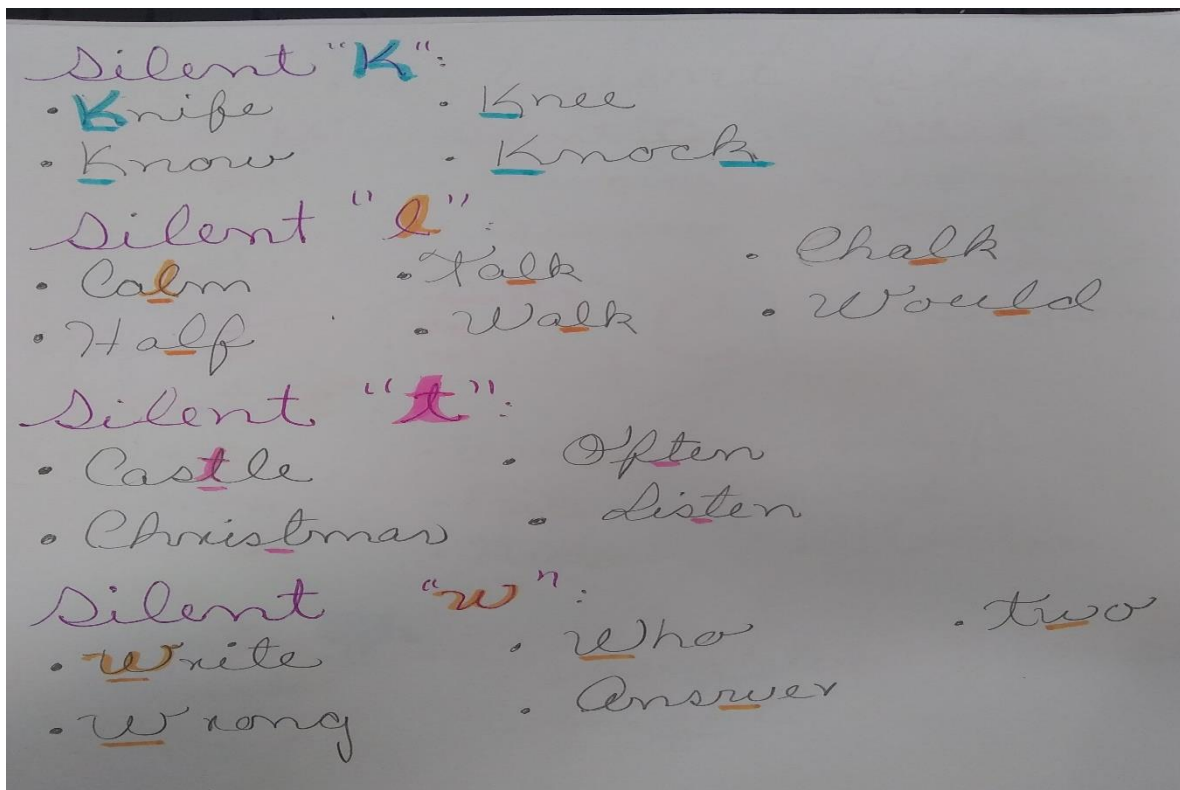 Silent "K":
• Knife • Knee
• Know • Knock
Silent "l":
• Calm • Talk • Chalk
• Half • Walk • Would
Silent "t":
• Castle • Often
• Christmas • Listen
Silent "w":
• Write • Who • two
• Wrong • Answer